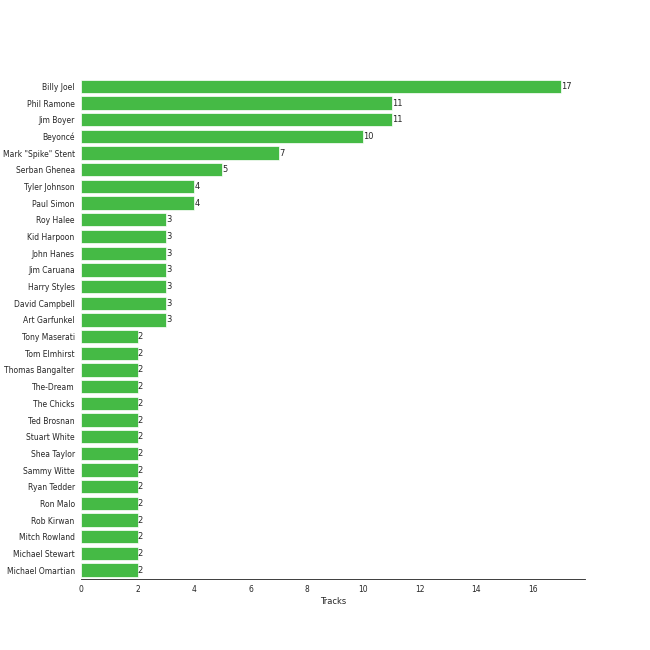 Billy Joel 17
Phil Ramone 11
Jim Boyer 11
Beyoncé 10
Mark "Spike" Stent 7
Serban Ghenea 5
Tyler Johnson 4
Paul Simon 4
Roy Halee 3
Kid Harpoon 3
John Hanes 3
Jim Caruana 3
Harry Styles 3
David Campbell 3
Art Garfunkel 3
Tony Maserati 2
Tom Elmhirst 2
Thomas Bangalter 2
The-Dream 2
The Chicks 2
Ted Brosnan 2
Stuart White 2
Shea Taylor 2
Sammy Witte 2
Ryan Tedder 2
Ron Malo 2
Rob Kirwan 2
Mitch Rowland 2
Michael Stewart 2
Michael Omartian 2
0 2 4 6 8 10 12 14 16
Tracks